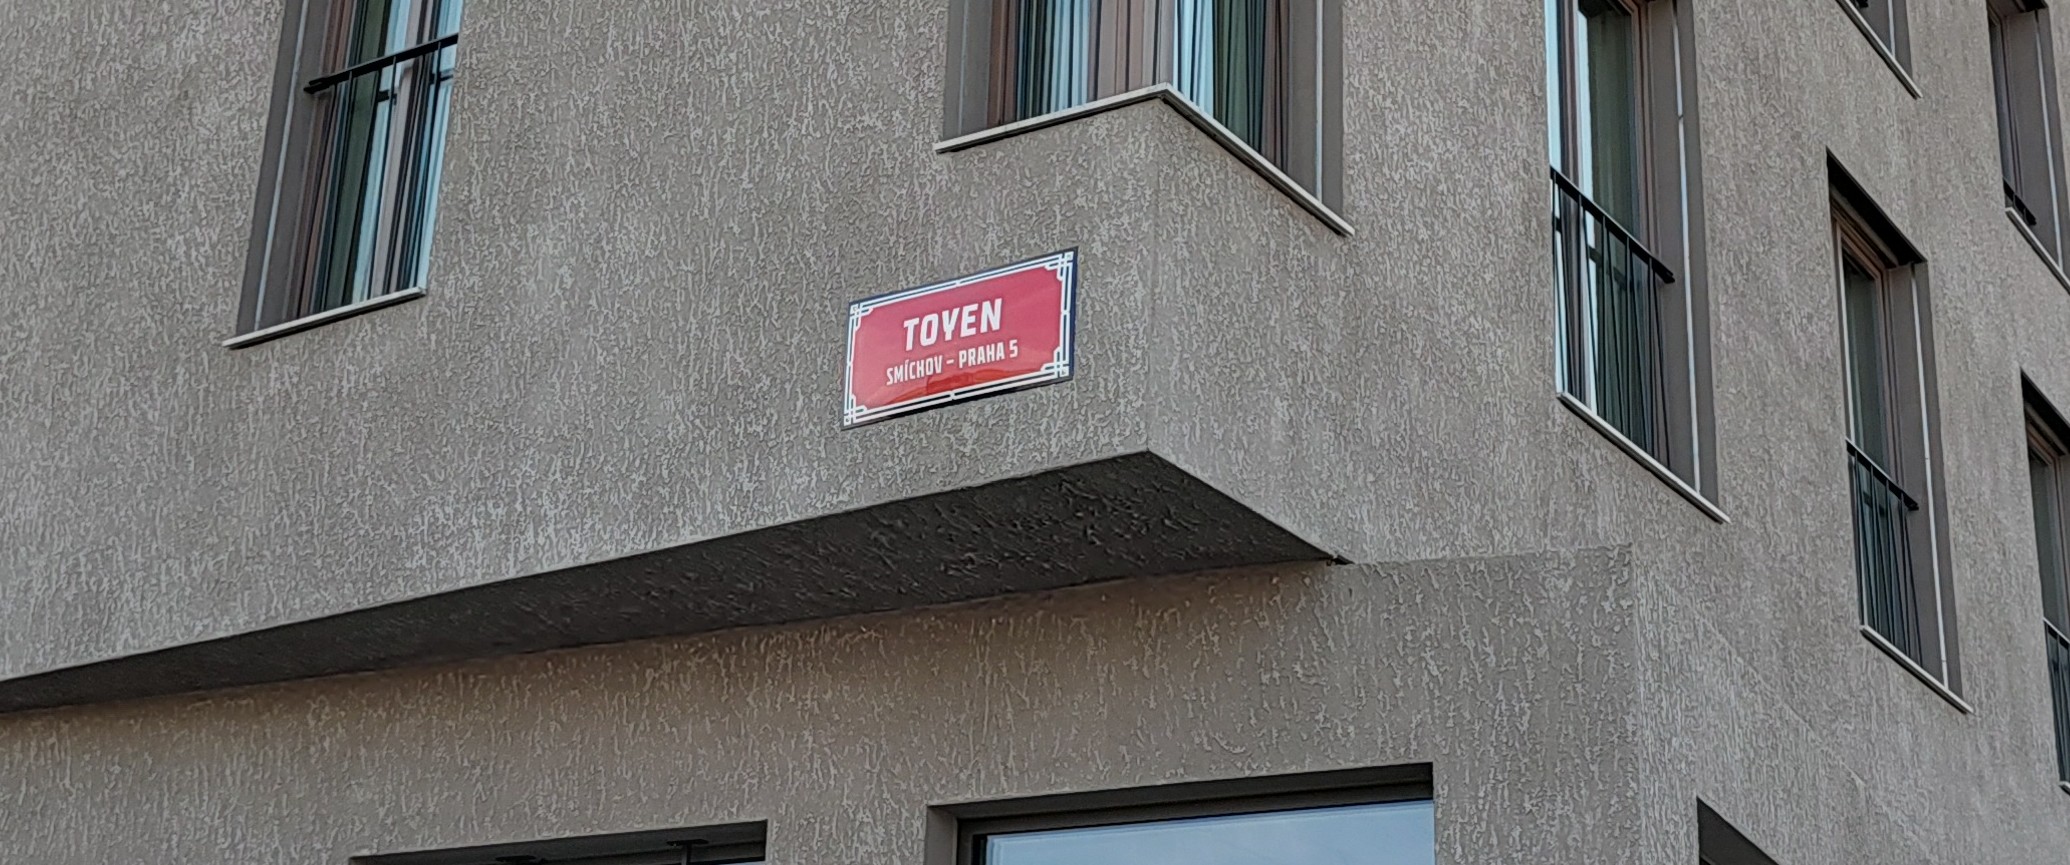 TOYEN
SMÍCHOV – PRAHA 5